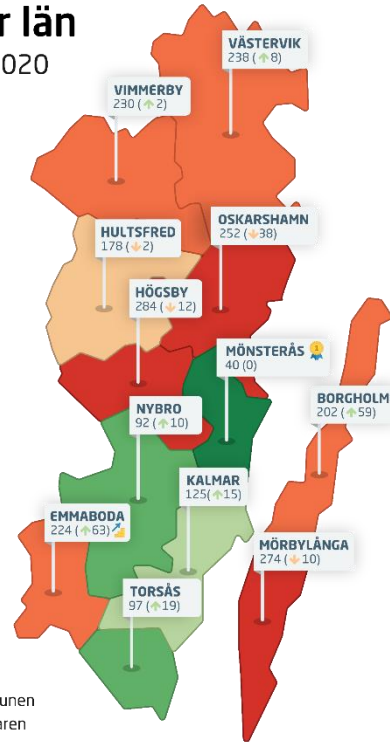 r län
020
VÄSTERVIK
238 (↑8)
VIMMERBY
230 (↑2)
OSKARSHAMN
252 (↓38)
HULTSFRED
178 (↓2)
HÖGSBY
284 (↓12)
MÖNSTERÅS
40 (0)
BORGHOLM
202 (↑59)
NYBRO
92 (↑10)
KALMAR
125(↑15)
EMMABODA
224 (↑63)
MÖRBYLÅNGA
274 (↓10)
TORSÅS
97 (↑19)
unen
aren